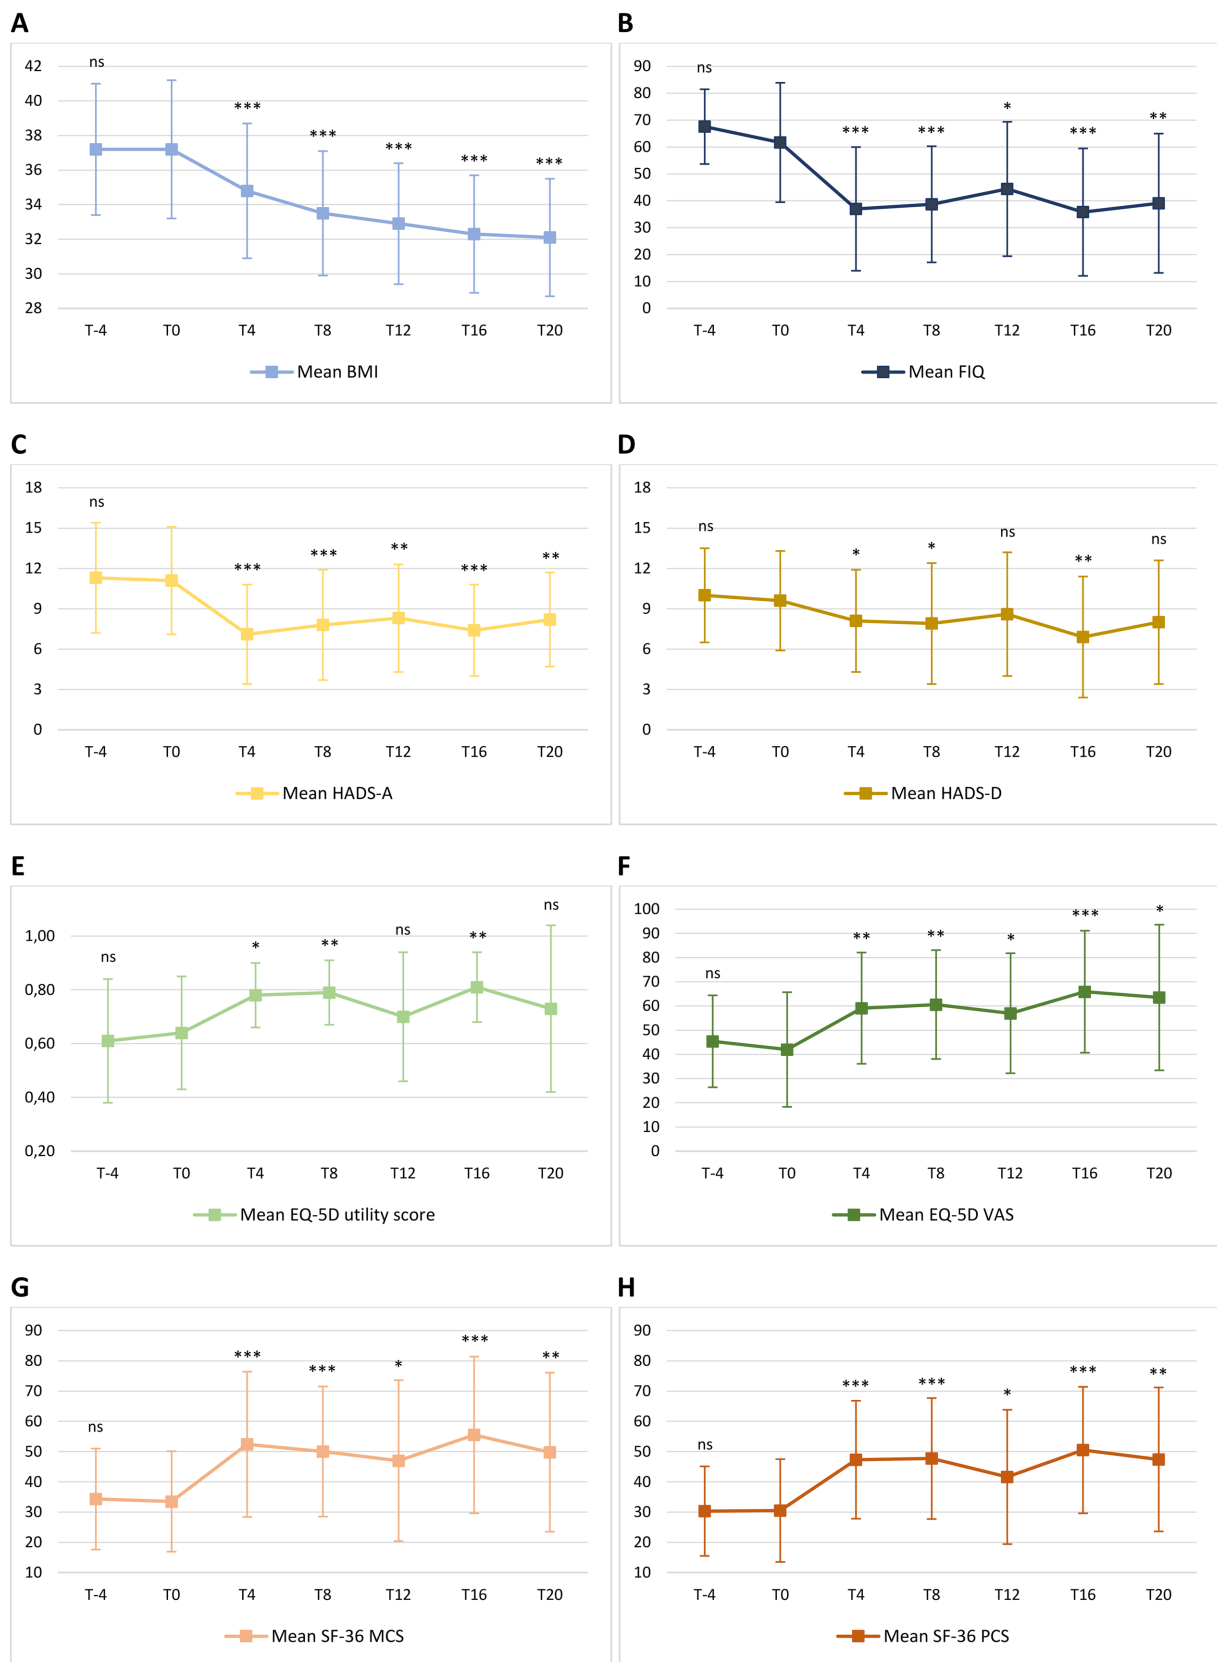 A
42
40
38
36
34
32
30
28
ns
***
***
***
***
***
T-4 T0 T4 T8 T12 T16 T20
Mean BMI
B
90
80
70
60
50
40
30
20
10
0
ns
***
***
*
***
**
T-4 T0 T4 T8 T12 T16 T20
Mean FIQ
C
18
15
12
9
6
3
0
ns
***
***
**
***
**
T-4 T0 T4 T8 T12 T16 T20
Mean HADS-A
D
18
15
12
9
6
3
0
ns
*
*
ns
**
ns
T-4 T0 T4 T8 T12 T16 T20
Mean HADS-D
E
1,00
0,80
0,60
0,40
0,20
ns
*
**
ns
**
ns
T-4 T0 T4 T8 T12 T16 T20
Mean EQ-5D utility score
F
100
90
80
70
60
50
40
30
20
10
0
ns
**
**
*
***
*
T-4 T0 T4 T8 T12 T16 T20
Mean EQ-5D VAS
G
90
80
70
60
50
40
30
20
10
ns
***
***
*
***
**
T-4 T0 T4 T8 T12 T16 T20
Mean SF-36 MCS
H
90
80
70
60
50
40
30
20
10
ns
***
***
*
***
**
T-4 T0 T4 T8 T12 T16 T20
Mean SF-36 PCS